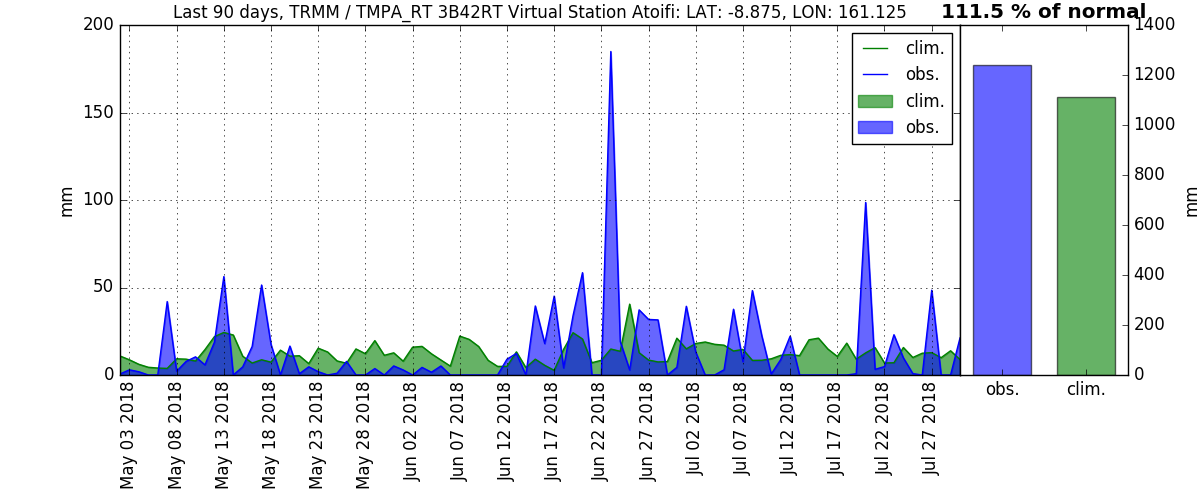 Last 90 days, TRMM / TMPA_RT 3B42RT Virtual Station Atoifi: LAT: -8.875, LON: 161.125
111.5 % of normal
200
150
100
50
0
mm
clim.
obs.
clim.
obs.
May 03 2018
May 08 2018
May 13 2018
May 18 2018
May 23 2018
May 28 2018
Jun 02 2018
Jun 07 2018
Jun 12 2018
Jun 17 2018
Jun 22 2018
Jun 27 2018
Jul 02 2018
Jul 07 2018
Jul 12 2018
Jul 17 2018
Jul 22 2018
Jul 27 2018
1400
1200
1000
800
600
400
200
0
mm
obs.
clim.